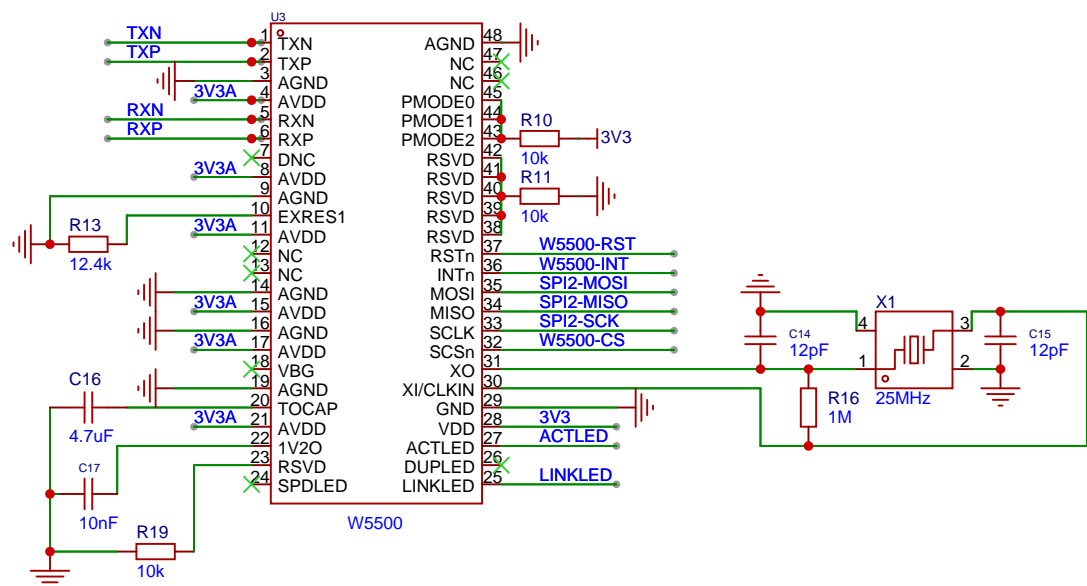 U3
TXN 1 TXN AGND 48
TXP 2 TXP NC 47
3 AGND NC 46
3V3A 4 AVDD PMODE0 45
RXN 5 RXN PMODE1 44
RXP 6 RXP PMODE2 43 R10 10k 3V3
7 DNC RSVD 42
3V3A 8 AVDD RSVD 41
9 AGND RSVD 40 R11 10k
R13 12.4k 10 EXRES1 RSVD 39
3V3A 11 AVDD RSVD 38
12 NC RSTn 37 W5500-RST
13 NC INTn 36 W5500-INT
14 AGND MOSI 35 SPI2-MOSI
3V3A 15 AVDD MISO 34 SPI2-MISO
16 AGND SCLK 33 SPI2-SCK
3V3A 17 AVDD SCSn 32 W5500-CS
18 VBG XO 31
19 AGND XI/CLKIN 30
C16 4.7uF 20 TOCAP GND 29
3V3A 21 AVDD VDD 28 3V3
22 1V2O ACTLED 27 ACTLED
23 RSVD DUPLED 26
24 SPDLED LINKLED 25 LINKLED
C17
10nF
R19
10k
W5500
X1
4 3
1 2
25MHz
C14
12pF
C15
12pF
R16
1M